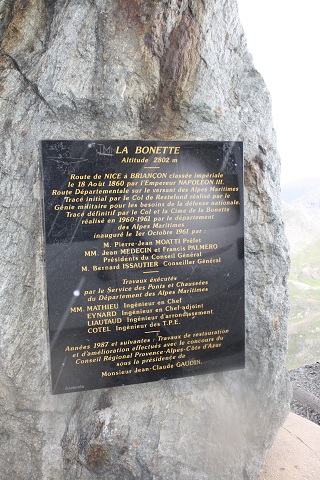 LA BONETTE
Altitude 2802 m
Route de NICE à BRIANÇON classée impériale
le 18 Août 1860 par l'Empereur NAPOLEON III.
Route Départementale sur le versant des Alpes Maritimes
Tracé initial par le Col de Restefond réalisé par le
Génie militaire pour les besoins de la défense nationale.
Tracé définitif par le Col et la Cime de la Bonette
réalisé en 1960-1961 par le département
des Alpes Maritimes
inauguré le 1er Octobre 1961 par :
M. Pierre-Jean MOATTI Préfet
MM. Jean MEDECIN et Francis PALMERO
Présidents du Conseil Général
M. Bernard ISSAUTIER Conseiller Général
Travaux éxécutés
par le Service des Ponts et Chaussées
du Département des Alpes Maritimes
MM. MATHIEU Ingénieur en Chef
EYNARD Ingénieur en Chef-adjoint
LIAUTAUD Ingénieur d'arrondissement
COTEL Ingénieur des T.P.E.
Années 1987 et suivantes : Travaux de restauration
et d'amélioration effectués avec le concours du
Conseil Régional Provence-Alpes-Côte d'Azur
sous la présidence de
Monsieur Jean-Claude GAUDIN.